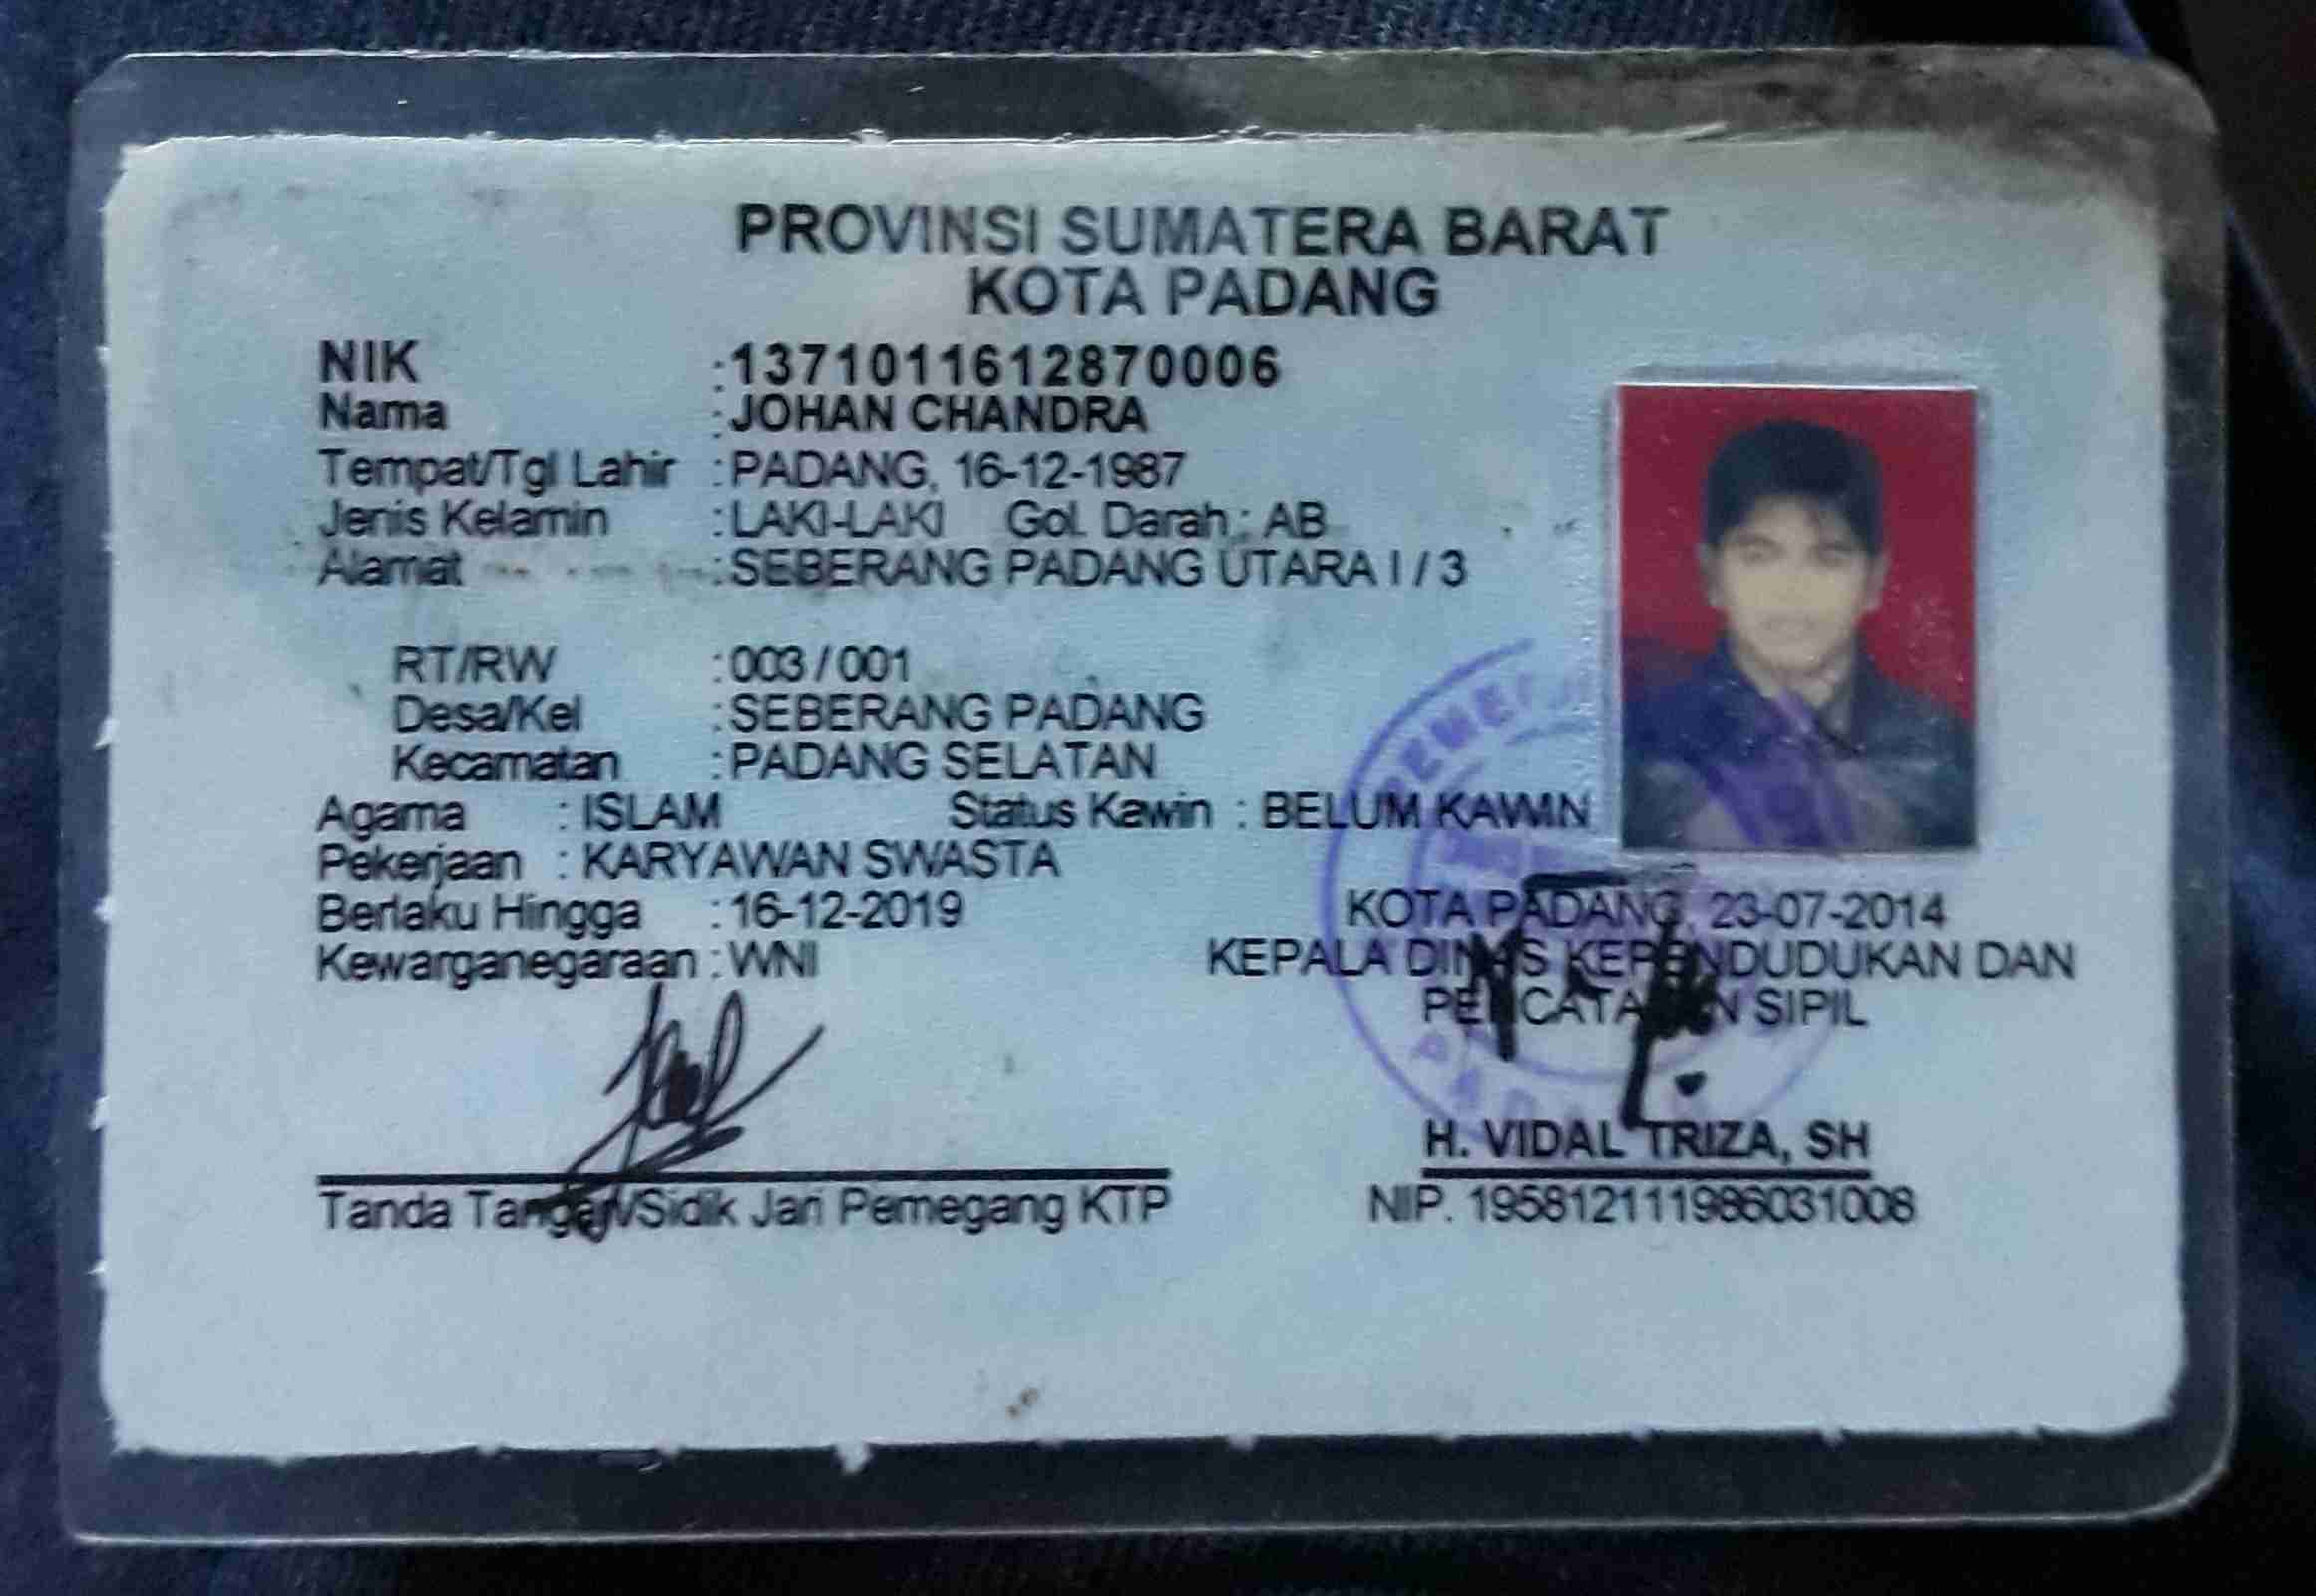 PROVINSI SUMATERA BARAT
KOTA PADANG
NIK :1371011612870006
Nama :JOHAN CHANDRA
Tempat/Tgl Lahir :PADANG, 16-12-1987
Jenis Kelamin :LAKI-LAKI Gol. Darah : AB
Alamat :SEBERANG PADANG UTARA I / 3
RT/RW :003 / 001
Desa/Kel :SEBERANG PADANG
Kecamatan :PADANG SELATAN
Agama : ISLAM Status Kawin : BELUM KAWIN
Pekerjaan : KARYAWAN SWASTA
Berlaku Hingga :16-12-2019
Kewarganegaraan :WNI
KOTA PADANG, 23-07-2014
KEPALA DINAS KEPENDUDUKAN DAN
PENCATATAN SIPIL
H. VIDAL TRIZA, SH
NIP. 195812111986031008
Tanda Tangan/Sidik Jari Pemegang KTP